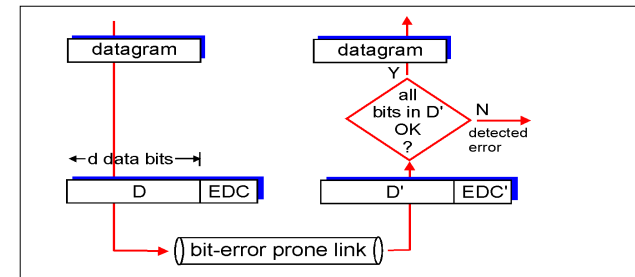 datagram
datagram
Y
all
bits in D'
OK
?
N
detected
error
d data bits
D
EDC
D'
EDC'
bit-error prone link